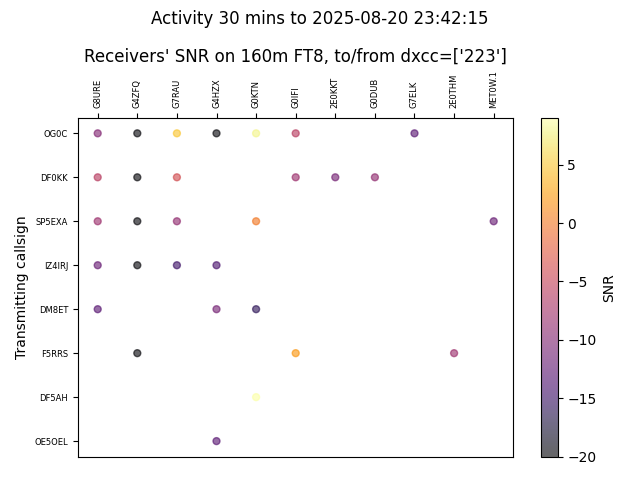 Activity 30 mins to 2025-08-20 23:42:15
Receivers' SNR on 160m FT8, to/from dxcc=['223']
G8URE
G4ZFQ
G7RAU
G4HZX
G0KTN
G0IFI
2E0KKT
G0DUB
G7ELK
2E0THM
MET0W.1
OG0C
DF0KK
SP5EXA
IZ4IRJ
DM8ET
F5RRS
DF5AH
OE5OEL
Transmitting callsign
5
0
−5
−10
−15
−20
SNR